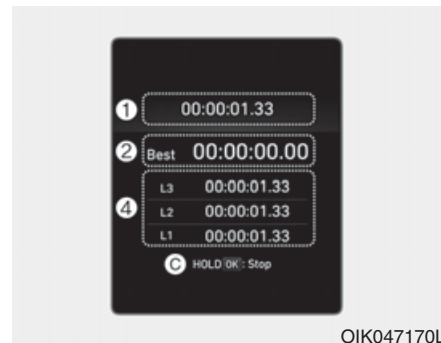 ① 00:00:01.33
② Best 00:00:00.00
④ L3 00:00:01.33
L2 00:00:01.33
L1 00:00:01.33
Ⓒ HOLD OK : Stop
OIK047170L